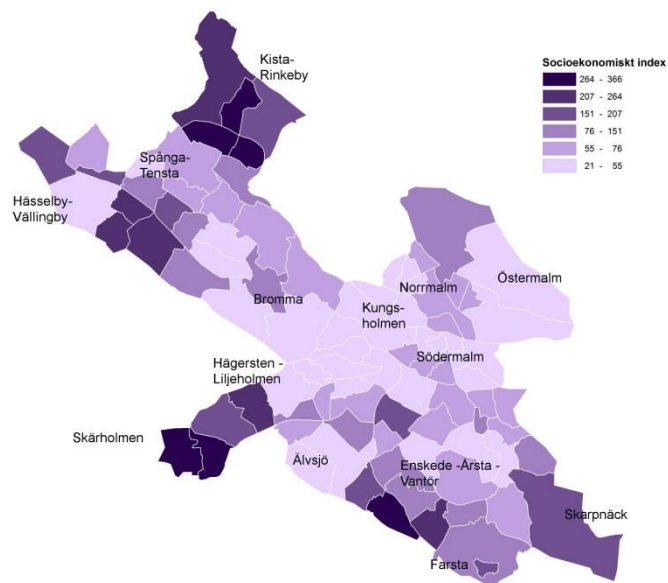 Socioekonomiskt index
264 - 366
207 - 264
151 - 207
76 - 151
55 - 76
21 - 55
Kista-
Rinkeby
Spånga-
Tensta
Hässelby-
Vällingby
Bromma
Norrmalm
Östermalm
Kungs-
holmen
Södermalm
Hägersten -
Liljeholmen
Skärholmen
Älvsjö
Enskede -Årsta -
Vantör
Skarpnäck
Farsta